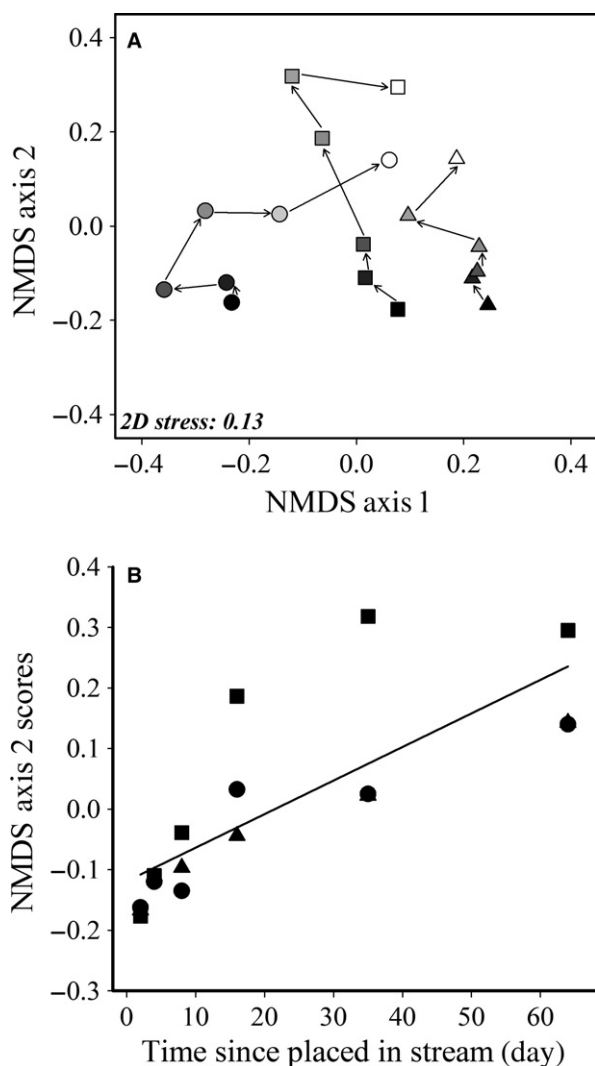 A
0.4
0.2
0.0
−0.2
−0.4
NMDS axis 2
2D stress: 0.13
−0.4 −0.2 0.0 0.2 0.4
NMDS axis 1
B
0.4
0.3
0.2
0.1
0.0
−0.1
−0.2
−0.3
NMDS axis 2 scores
0 10 20 30 40 50 60
Time since placed in stream (day)